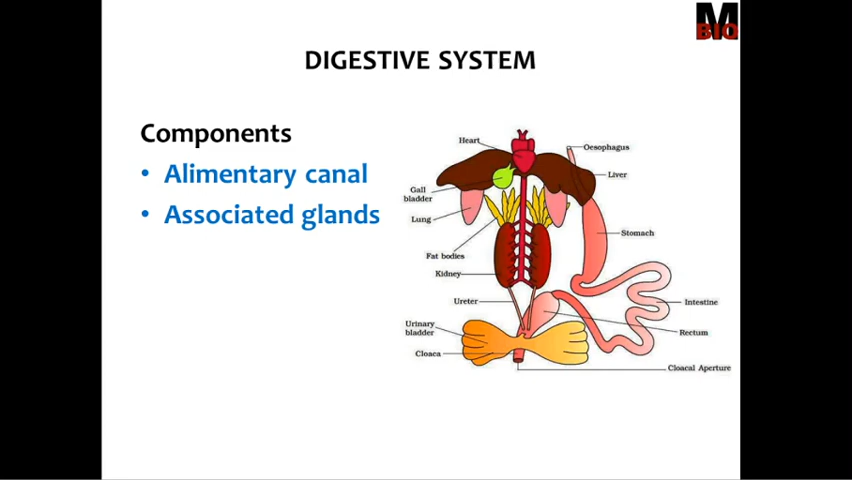 M
BIO
DIGESTIVE SYSTEM
Components
• Alimentary canal
• Associated glands
Heart
Oesophagus
Liver
Gall
bladder
Lung
Stomach
Fat bodies
Kidney
Ureter
Intestine
Urinary
bladder
Rectum
Cloaca
Cloacal Aperture